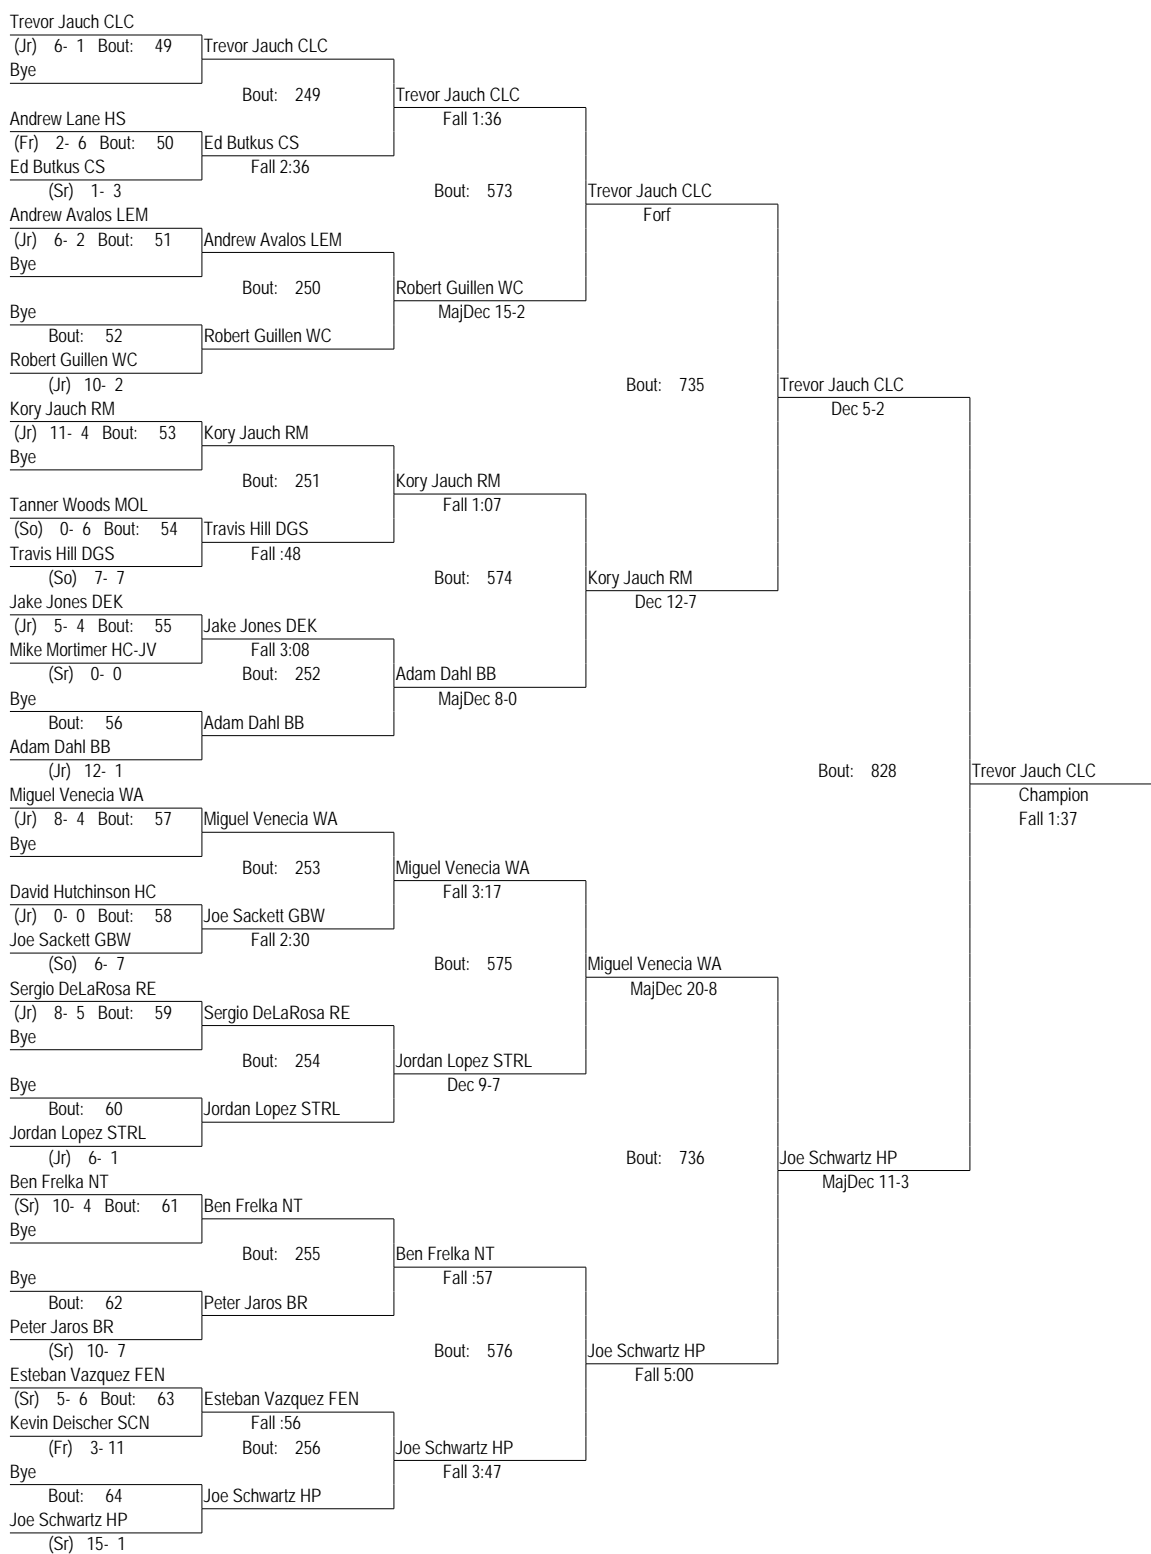 Trevor Jauch CLC
(Jr) 6- 1 Bout: 49 Trevor Jauch CLC
Bye
Bout: 249 Trevor Jauch CLC
Andrew Lane HS Fall 1:36
(Fr) 2- 6 Bout: 50 Ed Butkus CS
Ed Butkus CS Fall 2:36
(Sr) 1- 3 Bout: 573 Trevor Jauch CLC
Andrew Avalos LEM Forf
(Jr) 6- 2 Bout: 51 Andrew Avalos LEM
Bye
Bout: 250 Robert Guillen WC
Bye MajDec 15-2
Bout: 52 Robert Guillen WC
Robert Guillen WC
(Jr) 10- 2 Bout: 735 Trevor Jauch CLC
Kory Jauch RM Dec 5-2
(Jr) 11- 4 Bout: 53 Kory Jauch RM
Bye
Bout: 251 Kory Jauch RM
Tanner Woods MOL Fall 1:07
(So) 0- 6 Bout: 54 Travis Hill DGS
Travis Hill DGS Fall :48
(So) 7- 7 Bout: 574 Kory Jauch RM
Jake Jones DEK Dec 12-7
(Jr) 5- 4 Bout: 55 Jake Jones DEK
Mike Mortimer HC-JV Fall 3:08
(Sr) 0- 0 Bout: 252 Adam Dahl BB
Bye MajDec 8-0
Bout: 56 Adam Dahl BB
Adam Dahl BB
(Jr) 12- 1 Bout: 828 Trevor Jauch CLC
Miguel Venecia WA Champion
(Jr) 8- 4 Bout: 57 Miguel Venecia WA Fall 1:37
Bye
Bout: 253 Miguel Venecia WA
David Hutchinson HC Fall 3:17
(Jr) 0- 0 Bout: 58 Joe Sackett GBW
Joe Sackett GBW Fall 2:30
(So) 6- 7 Bout: 575 Miguel Venecia WA
Sergio DeLaRosa RE MajDec 20-8
(Jr) 8- 5 Bout: 59 Sergio DeLaRosa RE
Bye
Bout: 254 Jordan Lopez STRL
Bye Dec 9-7
Bout: 60 Jordan Lopez STRL
Jordan Lopez STRL
(Jr) 6- 1 Bout: 736 Joe Schwartz HP
Ben Frelka NT MajDec 11-3
(Sr) 10- 4 Bout: 61 Ben Frelka NT
Bye
Bout: 255 Ben Frelka NT
Bye Fall :57
Bout: 62 Peter Jaros BR
Peter Jaros BR
(Sr) 10- 7 Bout: 576 Joe Schwartz HP
Esteban Vazquez FEN Fall 5:00
(Sr) 5- 6 Bout: 63 Esteban Vazquez FEN
Kevin Deischer SCN Fall :56
(Fr) 3- 11 Bout: 256 Joe Schwartz HP
Bye Fall 3:47
Bout: 64 Joe Schwartz HP
Joe Schwartz HP
(Sr) 15- 1